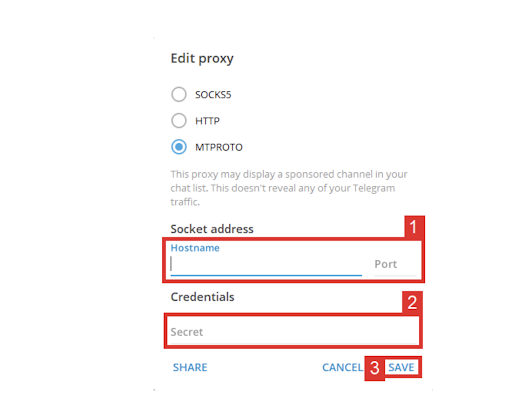 Edit proxy
SOCKS5
HTTP
MTPROTO
This proxy may display a sponsored channel in your
chat list. This doesn't reveal any of your Telegram
traffic.
Socket address
1
Hostname
Port
Credentials
2
Secret
SHARE CANCEL 3 SAVE